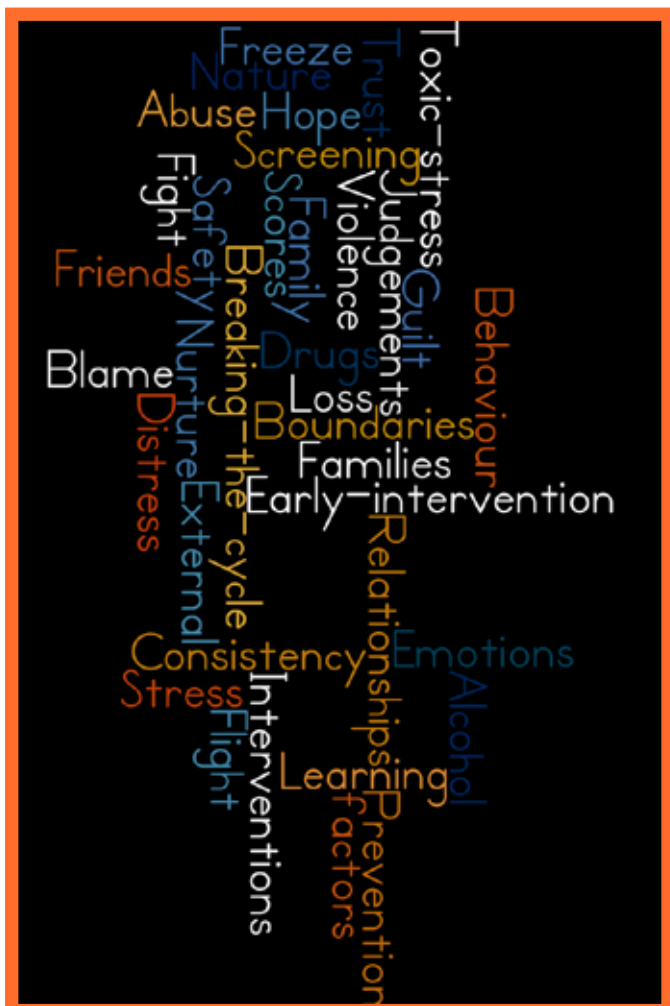 Freeze
Trust
Toxic-stress
Nature
Abuse
Hope
Screening
Fight
Safety
Scores
Family
Violence
Judgements
Friends
Breaking-the-cycle
Guilt
Behaviour
Nurture
Drugs
Blame
Loss
Distress
Boundaries
Families
External
Early-intervention
Relationships
Consistency
Emotions
Stress
Interventions
Alcohol
Flight
Learning
factors
Prevention